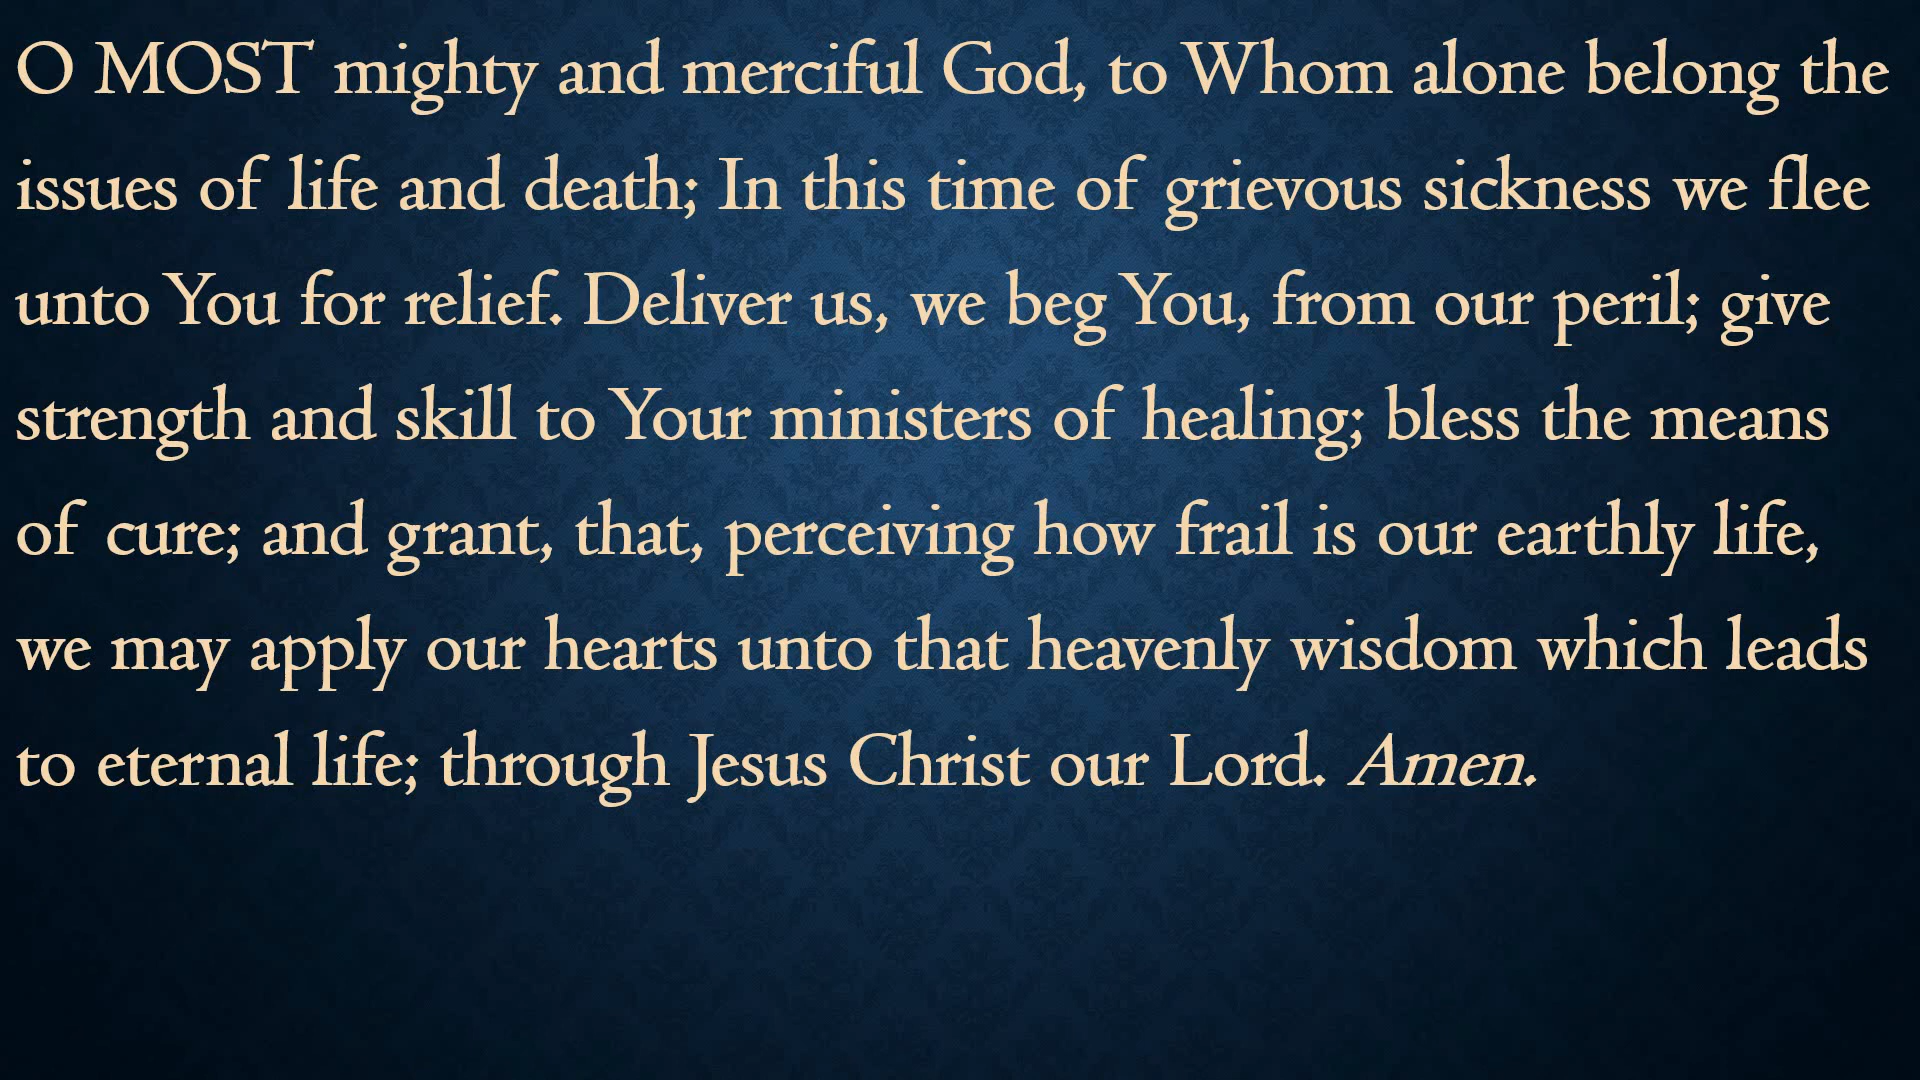 O MOST mighty and merciful God, to Whom alone belong the
issues of life and death; In this time of grievous sickness we flee
unto You for relief. Deliver us, we beg You, from our peril; give
strength and skill to Your ministers of healing; bless the means
of cure; and grant, that, perceiving how frail is our earthly life,
we may apply our hearts unto that heavenly wisdom which leads
to eternal life; through Jesus Christ our Lord. Amen.